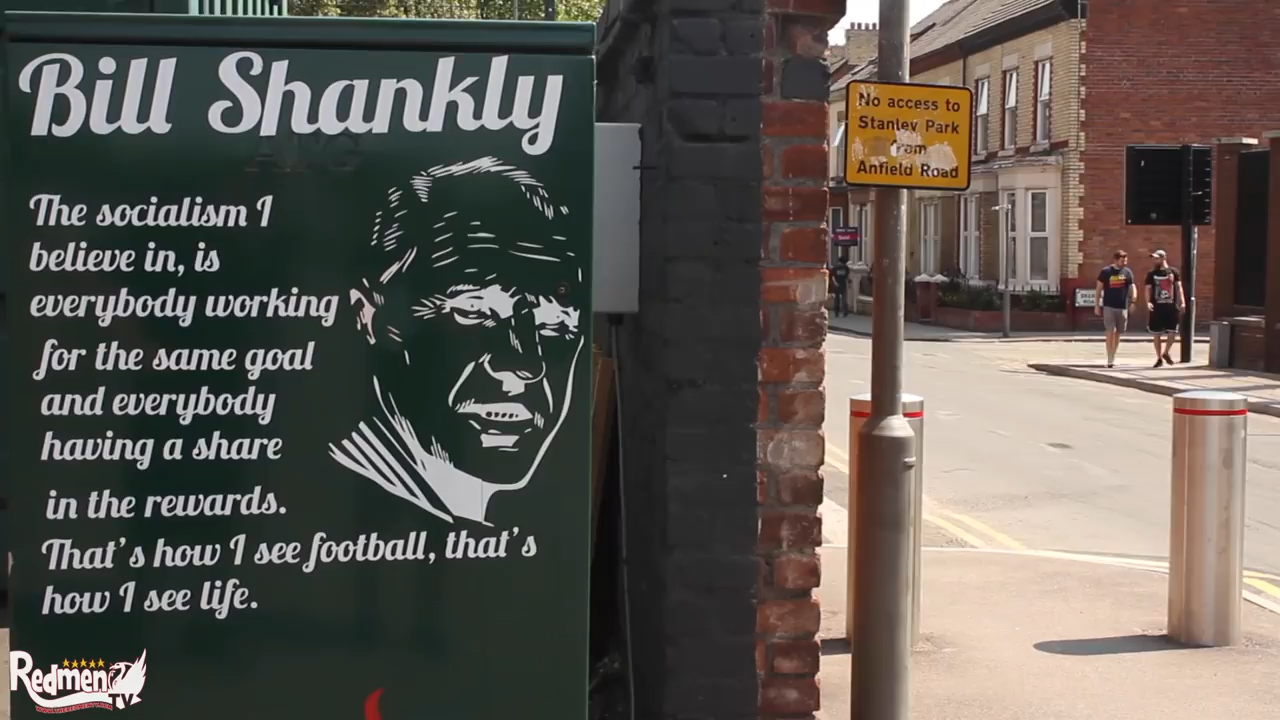 Bill Shankly
The socialism I
believe in, is
everybody working
for the same goal
and everybody
having a share
in the rewards.
That's how I see football, that's
how I see life.
No access to
Stanley Park
from
Anfield Road
Redmen
TV